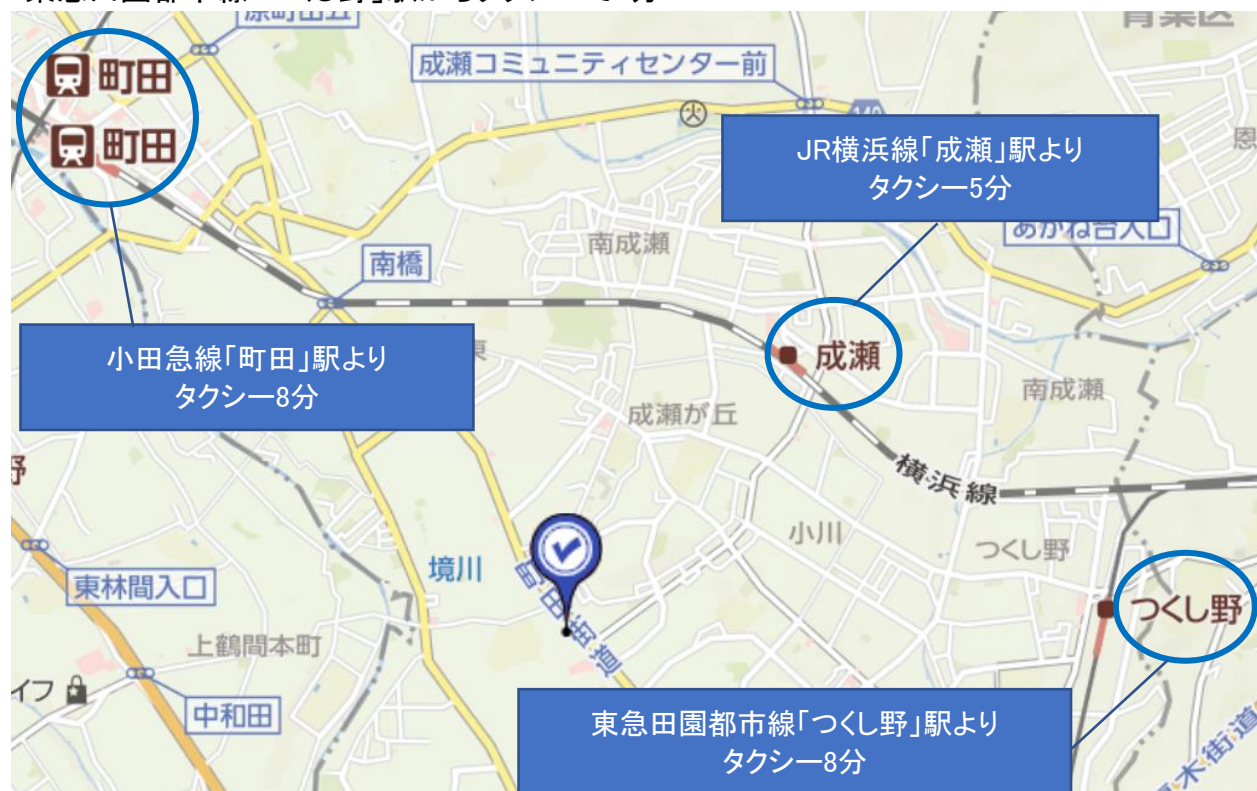 町田
町田
成瀬コミュニティセンター前
青葉区
JR横浜線「成瀬」駅より
タクシー5分
あかね台入口
南成瀬
南橋
小田急線「町田」駅より
タクシー8分
成瀬
南成瀬
成瀬が丘
横浜線
小川
つくし野
境川
町田街道
東林間入口
つくし野
上鶴間本町
中和田
東急田園都市線「つくし野」駅より
タクシー8分